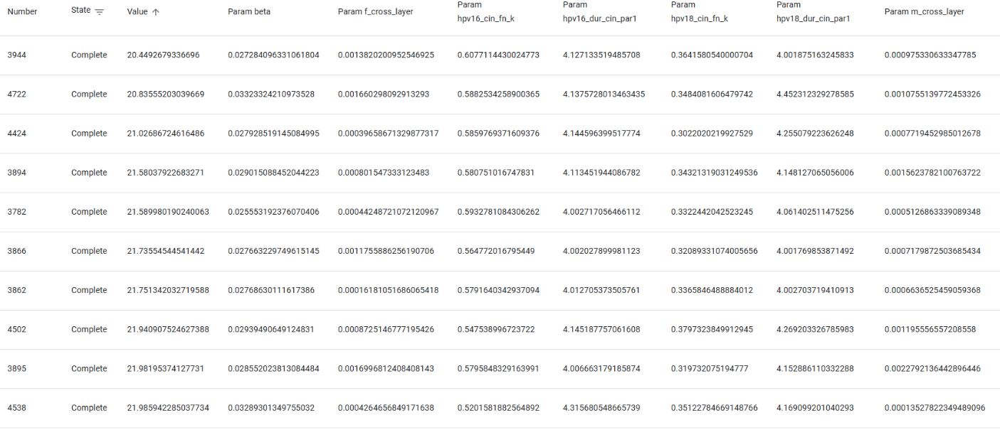 Number State Value Param beta Param f_cross_layer Param hpv16_cin_fn_k Param hpv16_dur_cin_par1 Param hpv18_cin_fn_k Param hpv18_dur_cin_par1 Param m_cross_layer
3944 Complete 20.4492679336696 0.027284096331061804 0.0013820200952546925 0.6077114430024773 4.127133519485708 0.3641580540000704 4.001875163245833 0.000975330633347785
4722 Complete 20.83555203039669 0.03323324210973528 0.001660298092913293 0.5882534258900365 4.1375728013463435 0.3484081606479742 4.452312329278585 0.0010755139772453326
4424 Complete 21.02686724616486 0.027928519145084995 0.00039658671329877317 0.5859769371609376 4.144596399517774 0.3022020219927529 4.255079223626248 0.0007719452985012678
3894 Complete 21.58037922683271 0.029015088452044223 0.000801547333123483 0.580751016747831 4.113451944086782 0.34321319031249536 4.148127065056006 0.0015623782100763722
3782 Complete 21.589980190240063 0.025553192376070406 0.00044248721072120967 0.5932781084306262 4.002717056466112 0.3322442042523245 4.061402511475256 0.0005126863339089348
3866 Complete 21.73554544541442 0.027663229749615145 0.0011755886256190706 0.564772016795449 4.002027899981123 0.32089331074005656 4.001769853871492 0.0007179872503685434
3862 Complete 21.751342032719588 0.02768630111617386 0.00016181051686065418 0.5791640342937094 4.012705373505761 0.3365846488884012 4.002703719410913 0.0006636525459059368
4502 Complete 21.940907524627388 0.02939490649124831 0.0008725146777195426 0.547538996723722 4.145187757061608 0.3797323849912945 4.269203326785983 0.001195556557208558
3895 Complete 21.98195374127731 0.028552023813084484 0.0016996812408408143 0.5795848329163991 4.006663179185874 0.319732075194777 4.152886110332288 0.0022792136442896446
4538 Complete 21.985942285037734 0.03289301349755032 0.0004264656849171638 0.5201581882564892 4.315680548665739 0.35122784669148766 4.169099201040293 0.00013527822349489096